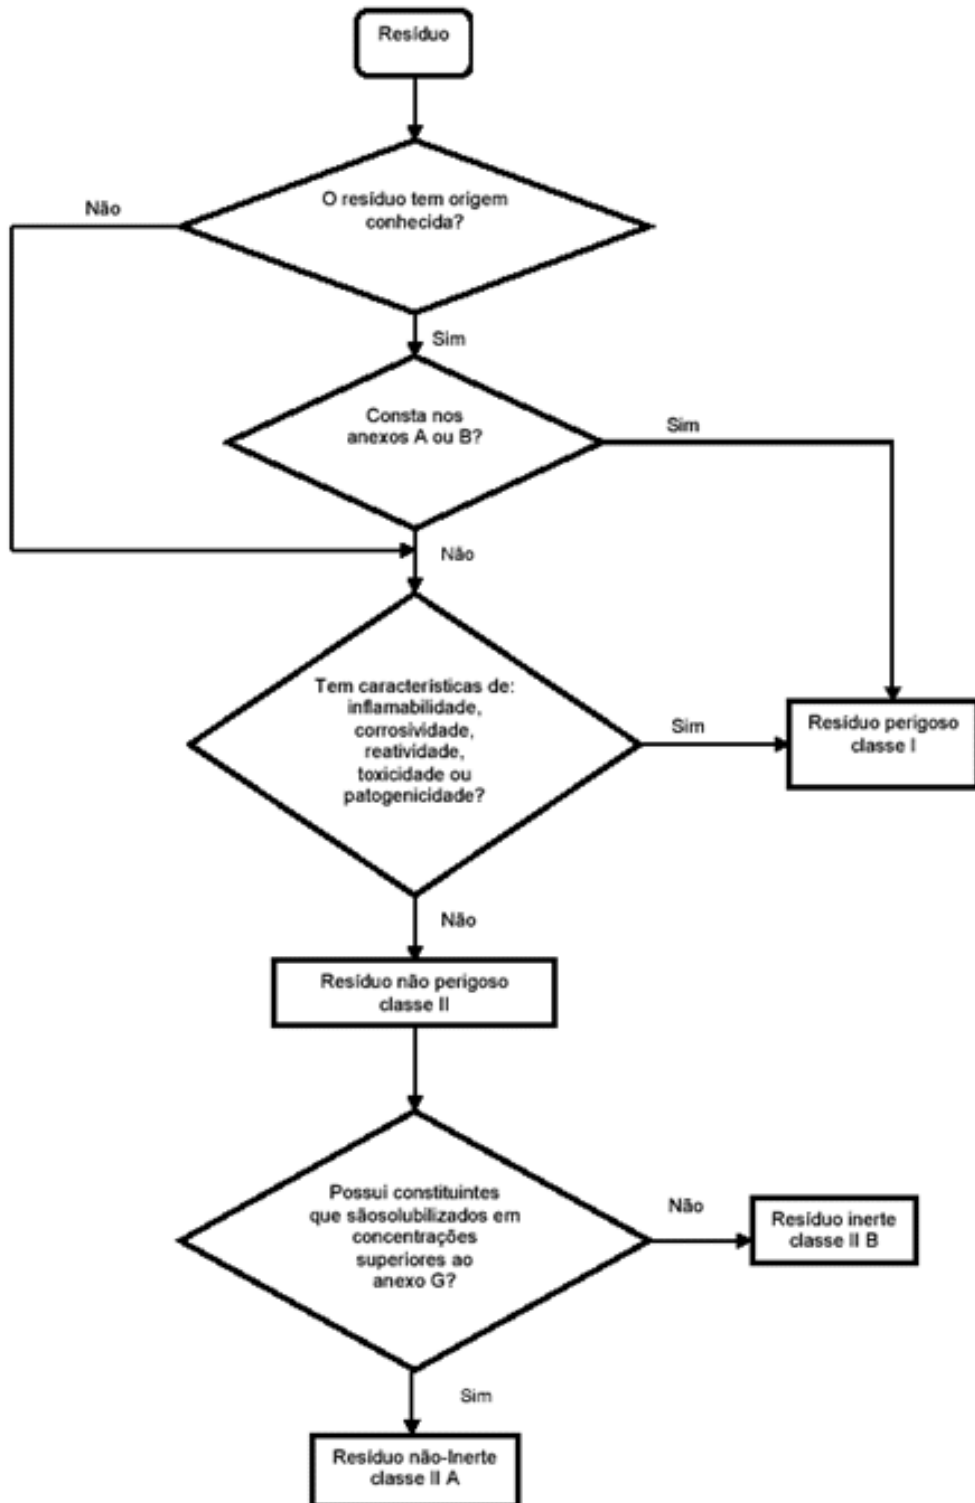 Resíduo
O resíduo tem origem
conhecida?
Não
Sim
Consta nos
anexos A ou B?
Sim
Não
Tem características de:
inflamabilidade,
corrosividade,
reatividade,
toxicidade ou
patogenicidade?
Sim
Resíduo perigoso
classe I
Não
Resíduo não perigoso
classe II
Possui constituintes
que sãosolubilizados em
concentrações
superiores ao
anexo G?
Não
Resíduo inerte
classe II B
Sim
Resíduo não-Inerte
classe II A